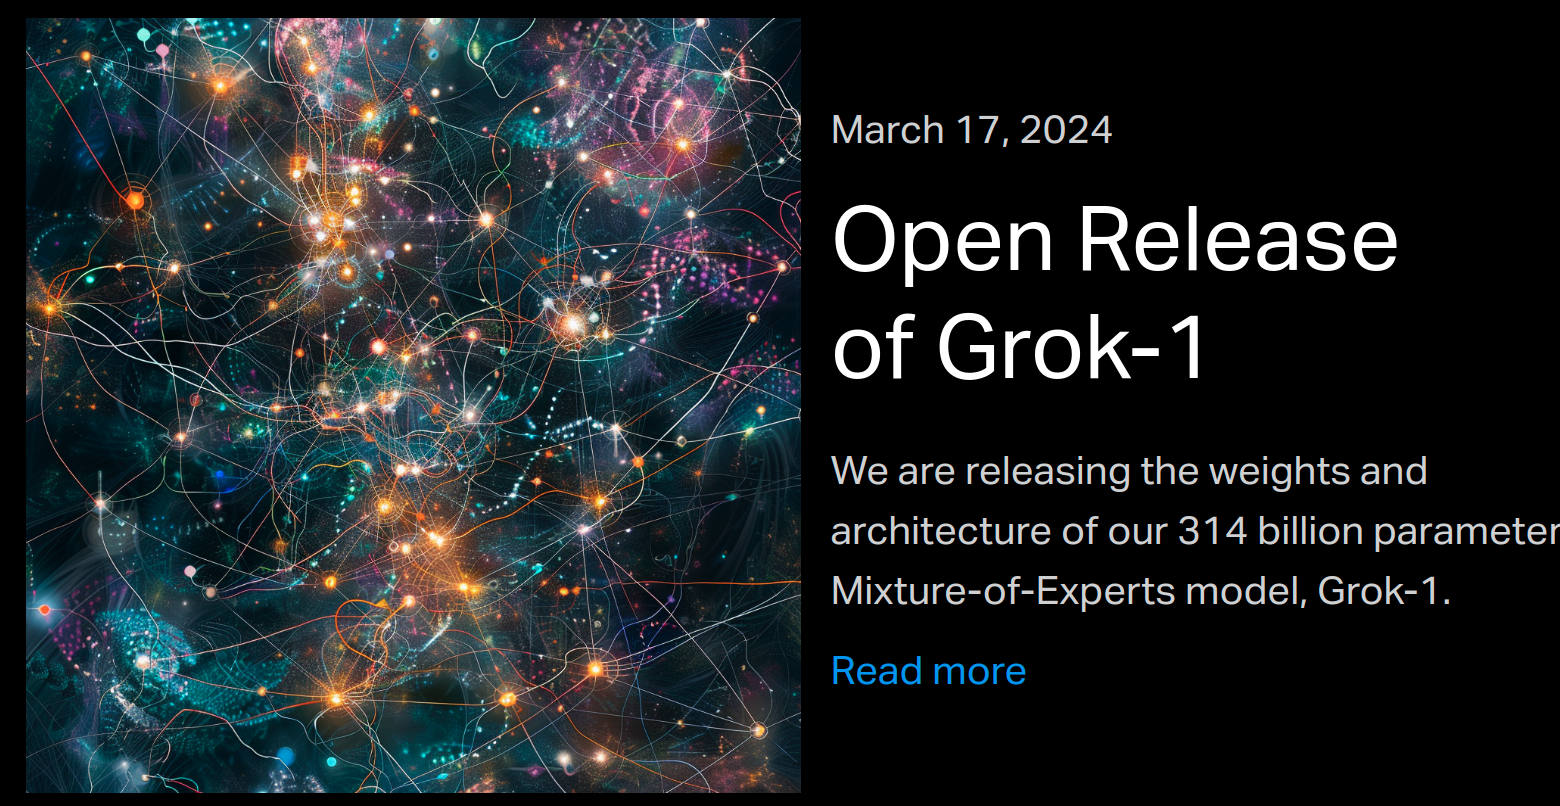 March 17, 2024
Open Release
of Grok-1
We are releasing the weights and
architecture of our 314 billion parameter
Mixture-of-Experts model, Grok-1.
Read more